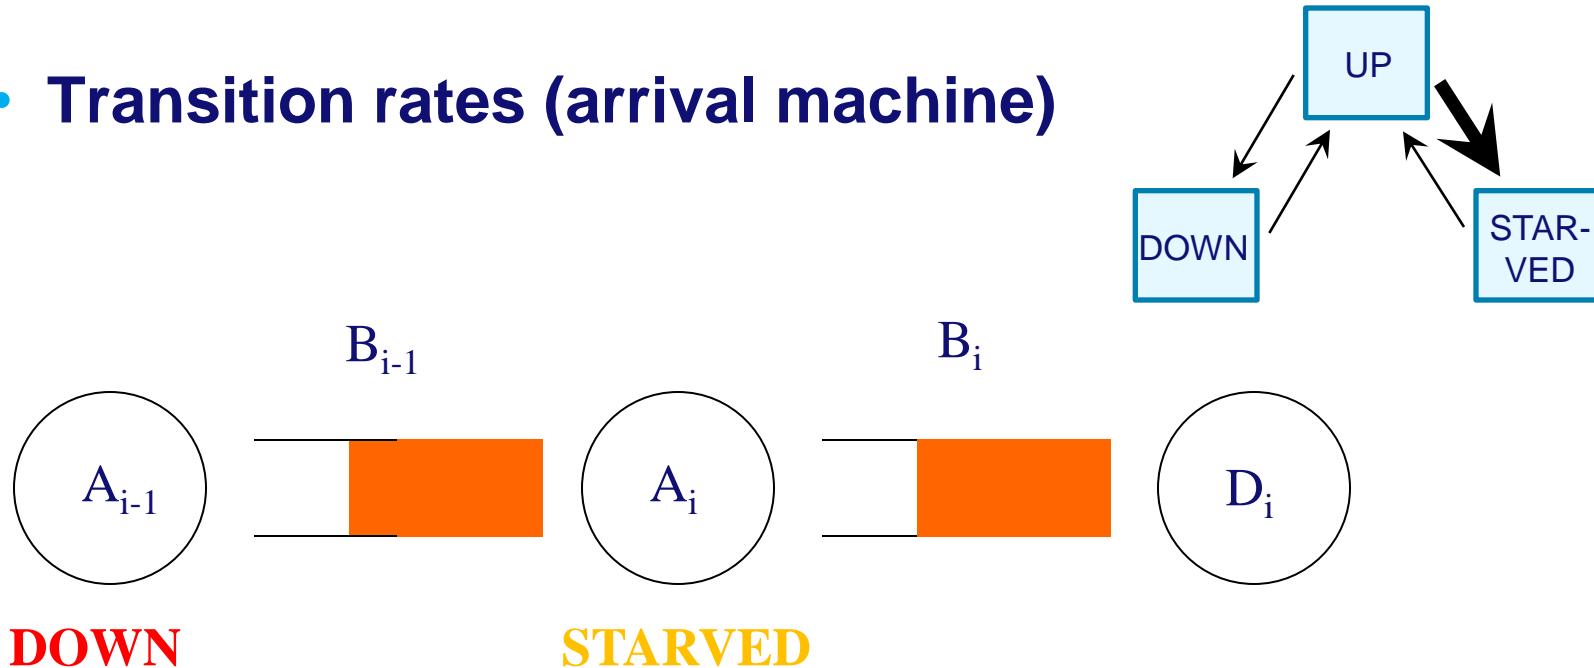 UP
• Transition rates (arrival machine)
DOWN
STAR-
VED
Bi-1
Bi
Ai-1
Ai
Di
DOWN
STARVED